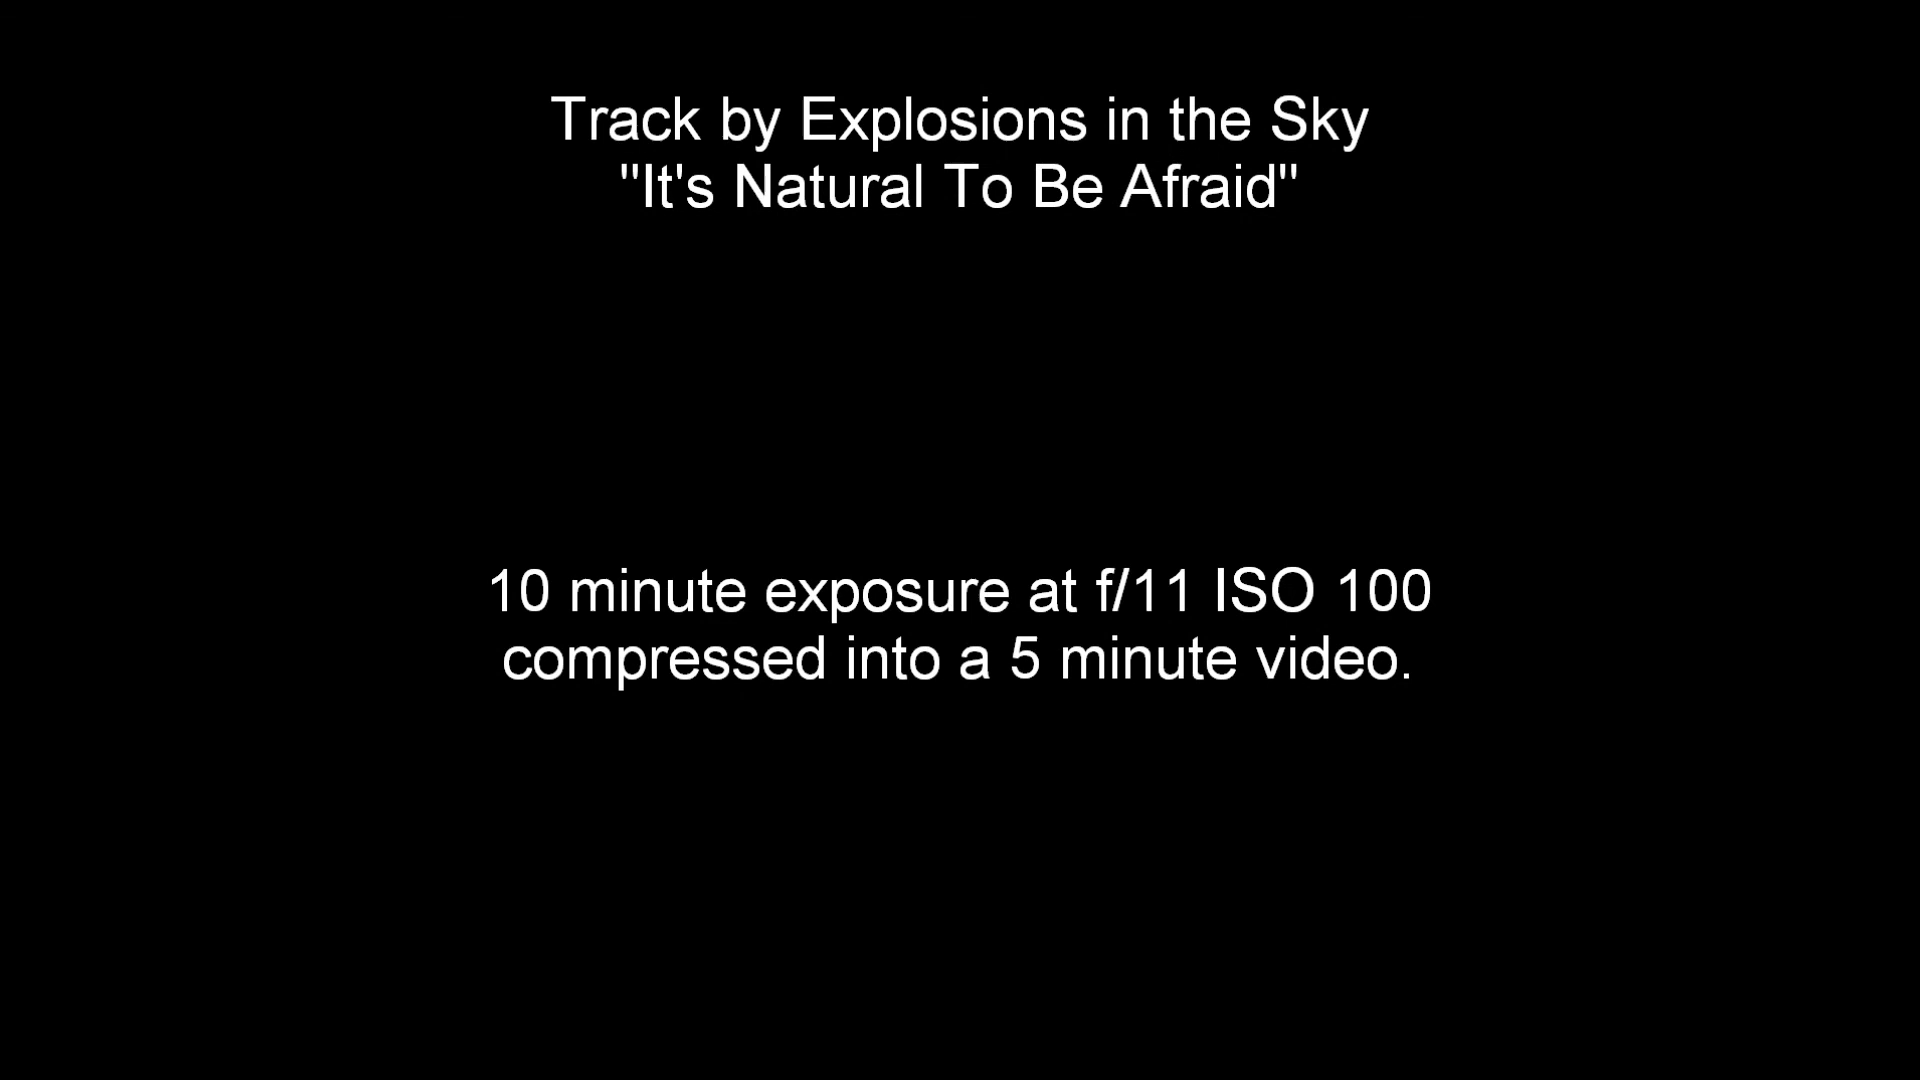 Track by Explosions in the Sky
"It's Natural To Be Afraid"
10 minute exposure at f/11 ISO 100
compressed into a 5 minute video.